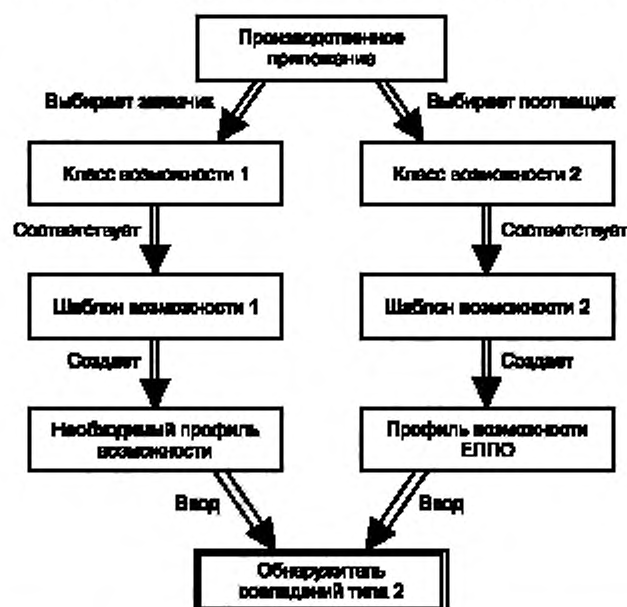 Производственное
приложение
Выбирает заказчик
Выбирает поставщик
Класс возможности 1
Класс возможности 2
Соответствует
Соответствует
Шаблон возможности 1
Шаблон возможности 2
Создает
Создает
Необходимый профиль
возможности
Профиль возможности
ЕППО
Ввод
Ввод
Обнаружитель
совпадений типа 2